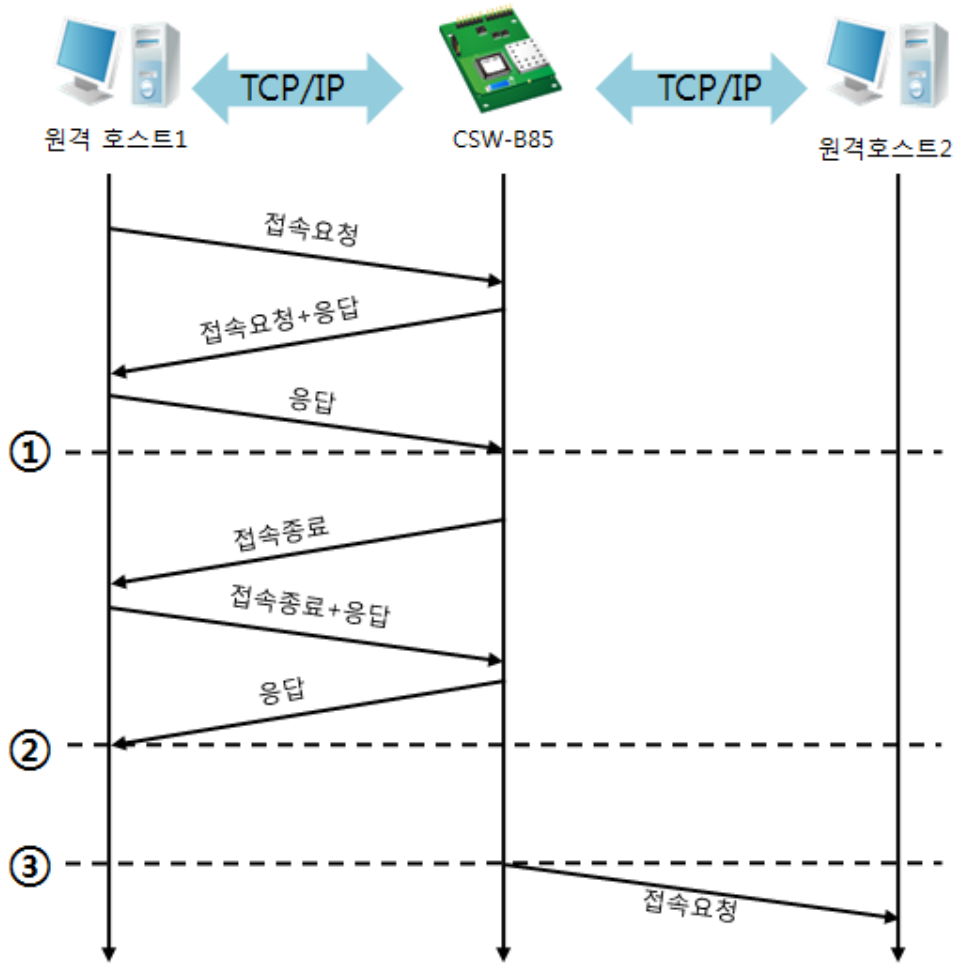 TCP/IP
TCP/IP
원격 호스트1
CSW-B85
원격호스트2
접속요청
접속요청+응답
응답
①
접속종료
접속종료+응답
응답
②
③
접속요청